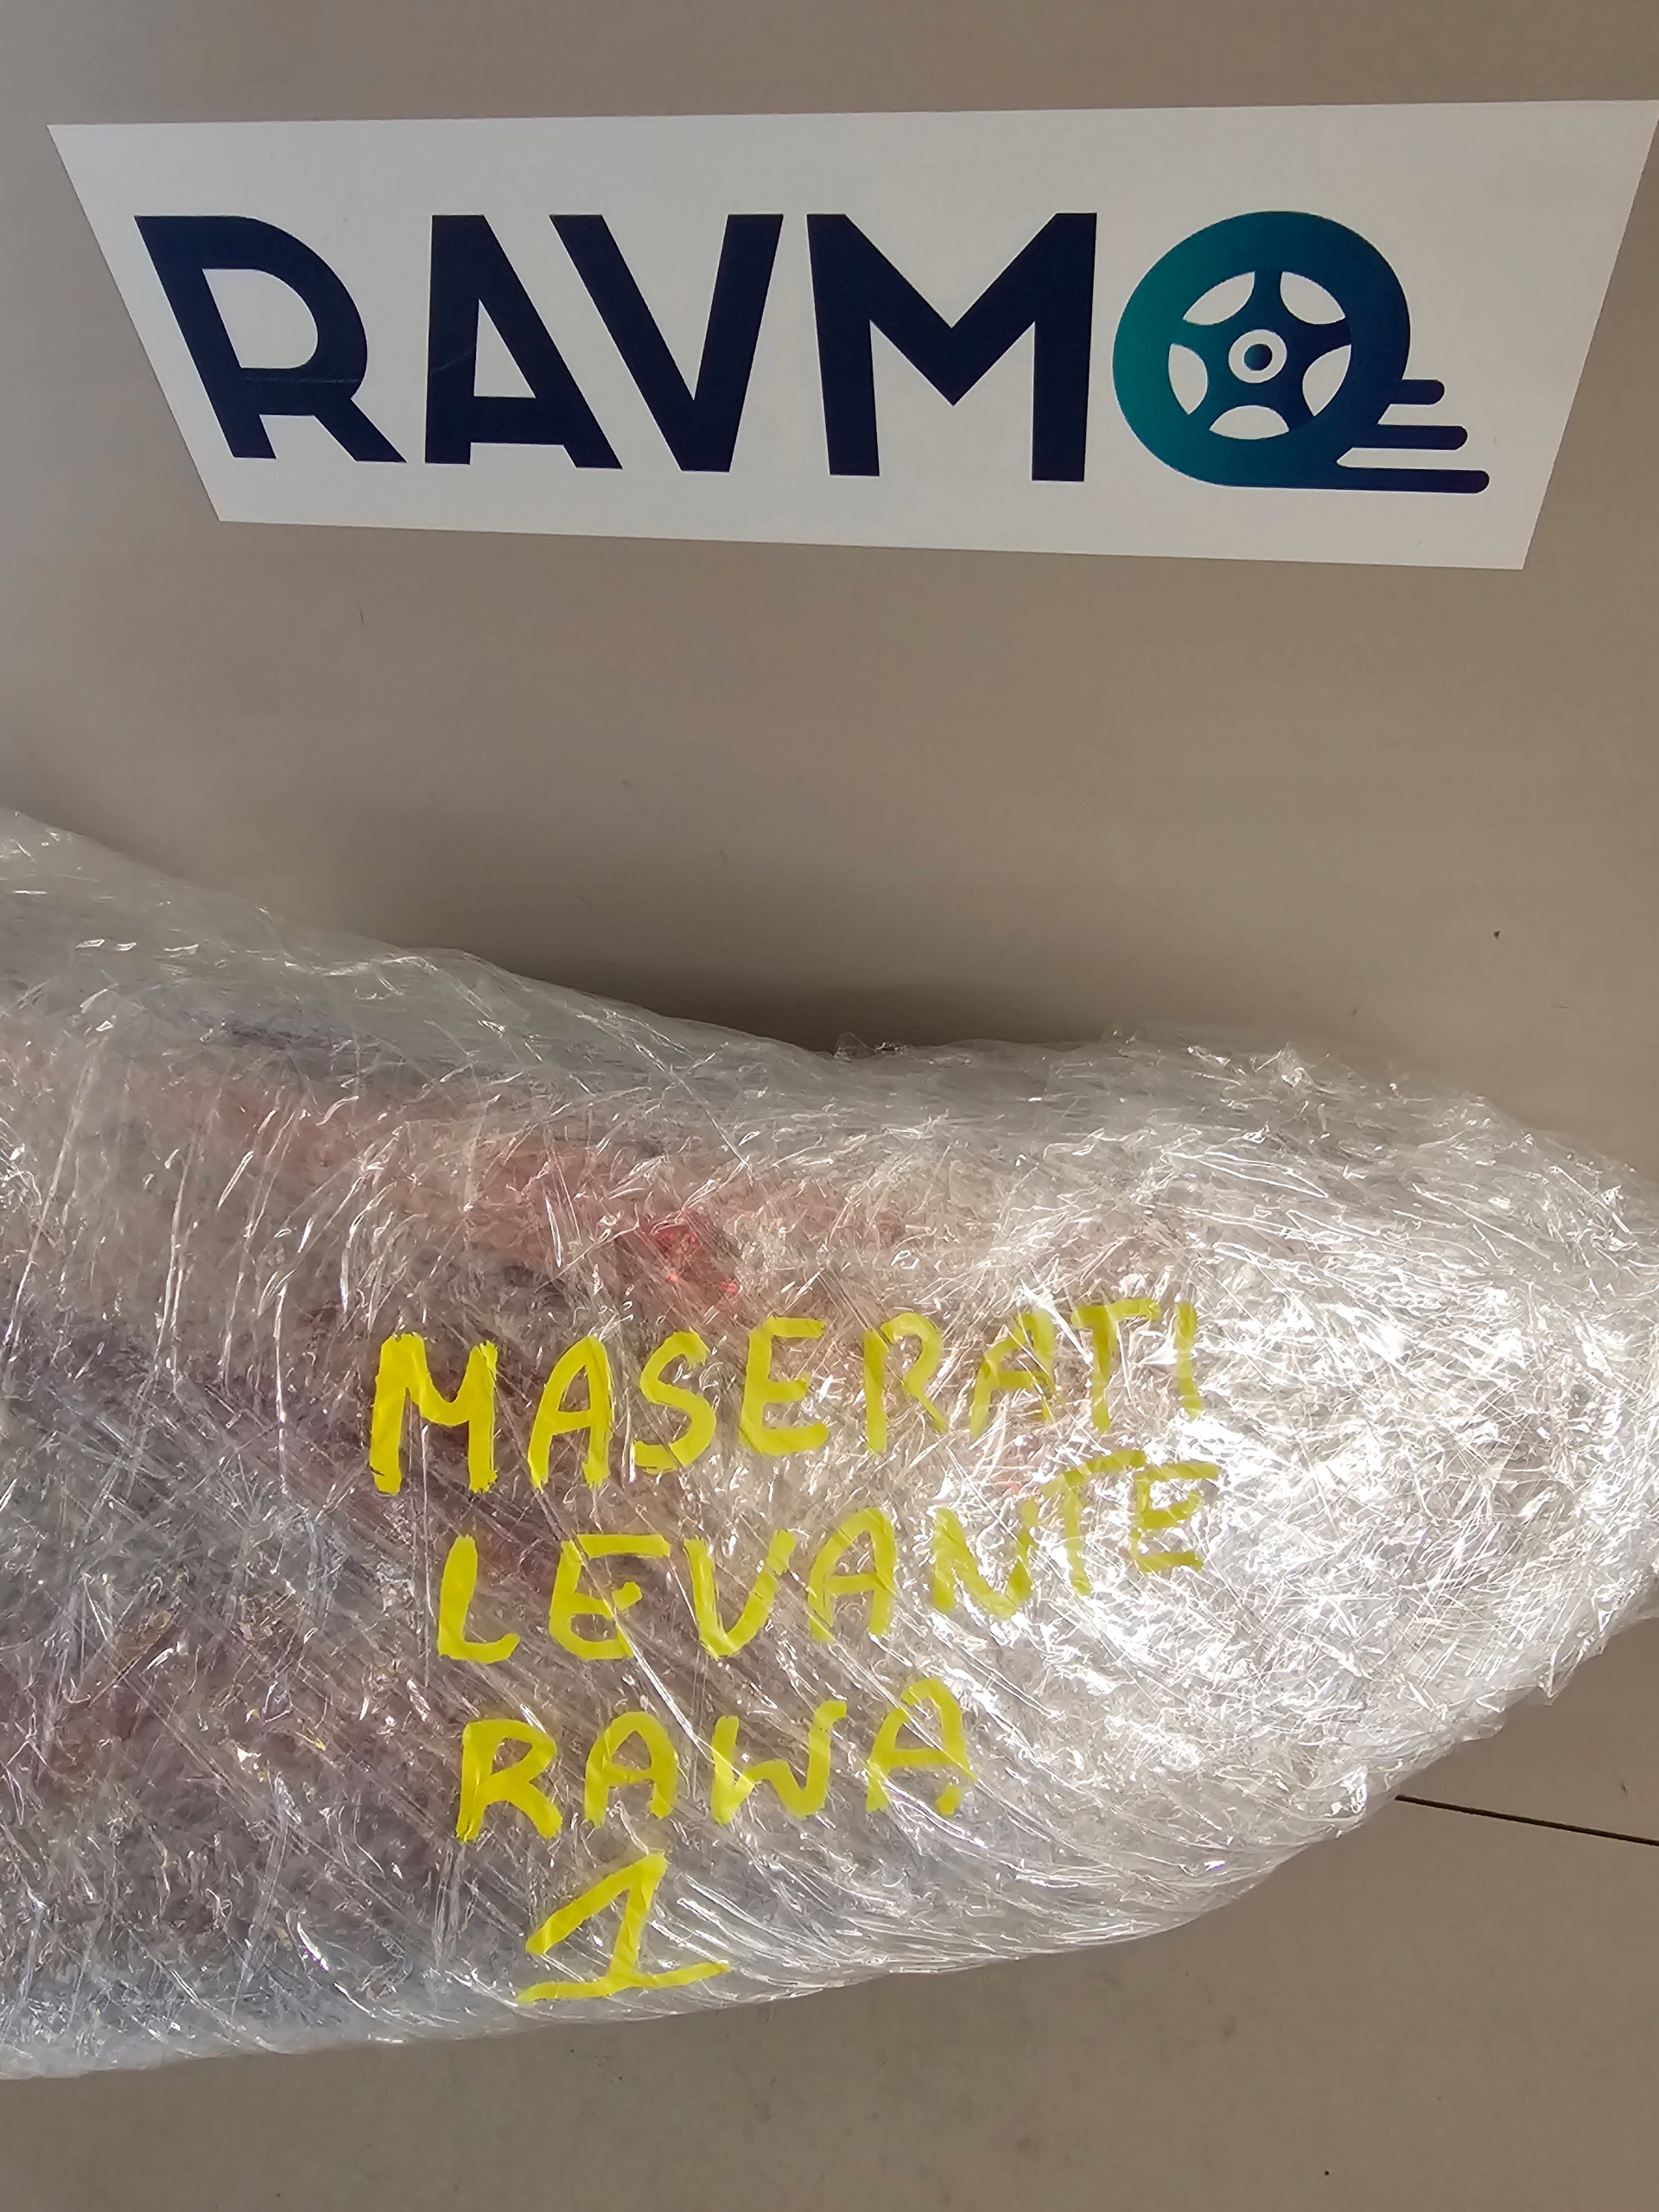 RAVMO
MASERATI
LEVANTE
RAWA
1